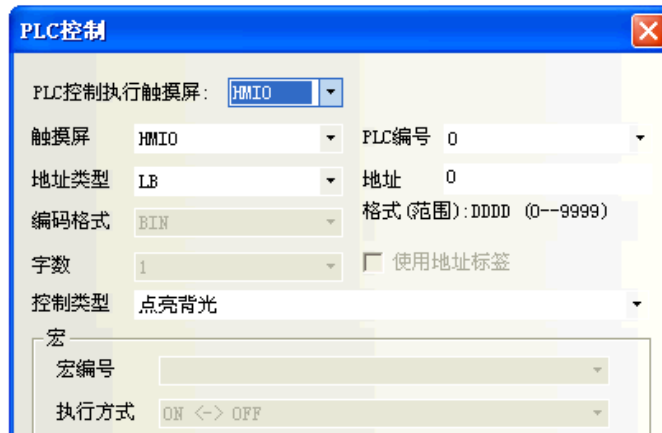 PLC控制
PLC控制执行触摸屏: HMI0
触摸屏 HMI0 PLC编号 0
地址类型 LB 地址 0
编码格式 BIN 格式(范围):DDDD (0--9999)
字数 1 使用地址标签
控制类型 点亮背光
宏
宏编号
执行方式 ON <-> OFF